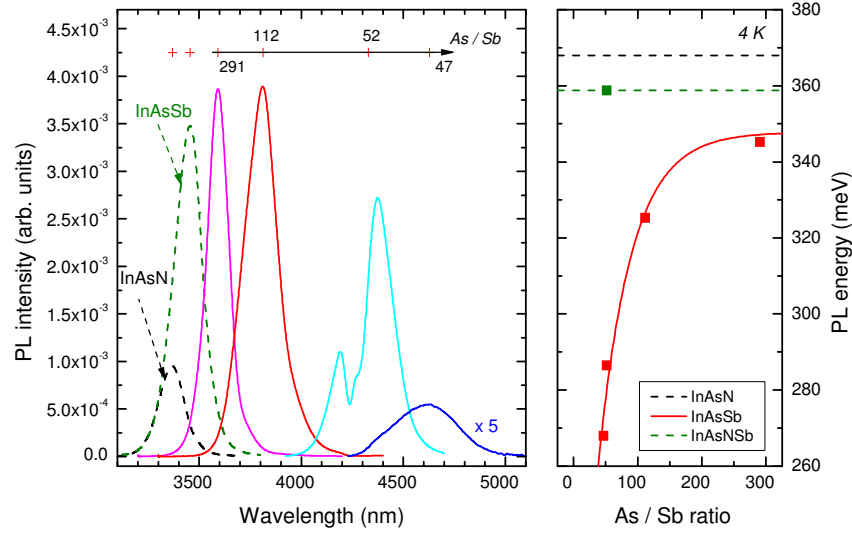 4.5x10-3
4.0x10-3
3.5x10-3
3.0x10-3
2.5x10-3
2.0x10-3
1.5x10-3
1.0x10-3
5.0x10-4
0.0
PL intensity (arb. units)
112
52
As / Sb
291
47
InAsSb
InAsN
x 5
3500
4000
4500
5000
Wavelength (nm)
4 K
380
360
340
320
300
280
260
PL energy (meV)
InAsN
InAsSb
InAsNSb
0
100
200
300
As / Sb ratio